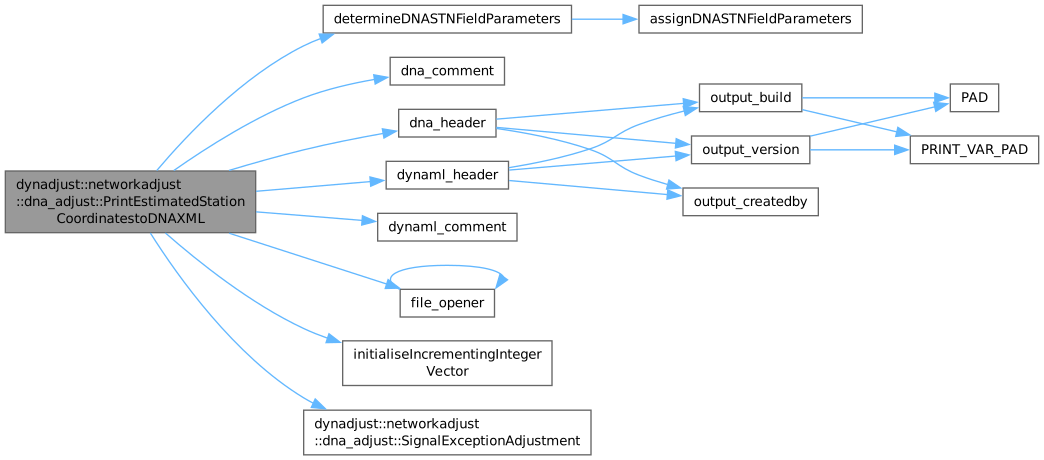 dynadjust::networkadjust
::dna_adjust::PrintEstimatedStation
CoordinatestoDNAXML
determineDNASTNFieldParameters
assignDNASTNFieldParameters
dna_comment
dna_header
output_build
PAD
output_version
PRINT_VAR_PAD
dynaml_header
output_createdby
dynaml_comment
file_opener
initialiseIncrementingInteger
Vector
dynadjust::networkadjust
::dna_adjust::SignalExceptionAdjustment